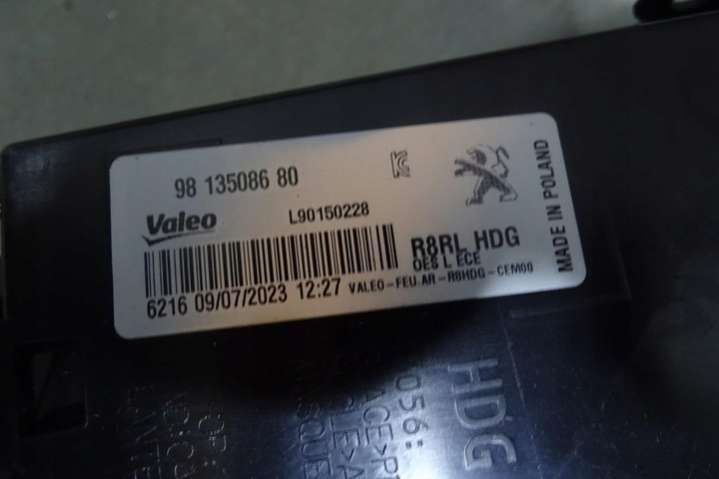 98 135086 80
Valeo L90150228
R8RL HDG
OES L ECE
6216 09/07/2023 12:27 VALEO-FEU.AR-R8HDG-CEM00
MADE IN POLAND
HDG